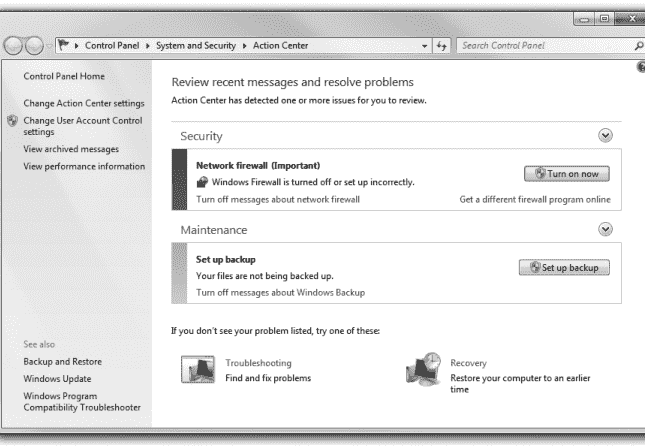 Control Panel ▸ System and Security ▸ Action Center
Search Control Panel
Control Panel Home
Change Action Center settings
Change User Account Control
settings
View archived messages
View performance information
See also
Backup and Restore
Windows Update
Windows Program
Compatibility Troubleshooter
Review recent messages and resolve problems
Action Center has detected one or more issues for you to review.
Security
Network firewall (Important)
Windows Firewall is turned off or set up incorrectly.
Turn on now
Turn off messages about network firewall
Get a different firewall program online
Maintenance
Set up backup
Your files are not being backed up.
Set up backup
Turn off messages about Windows Backup
If you don't see your problem listed, try one of these:
Troubleshooting
Find and fix problems
Recovery
Restore your computer to an earlier
time